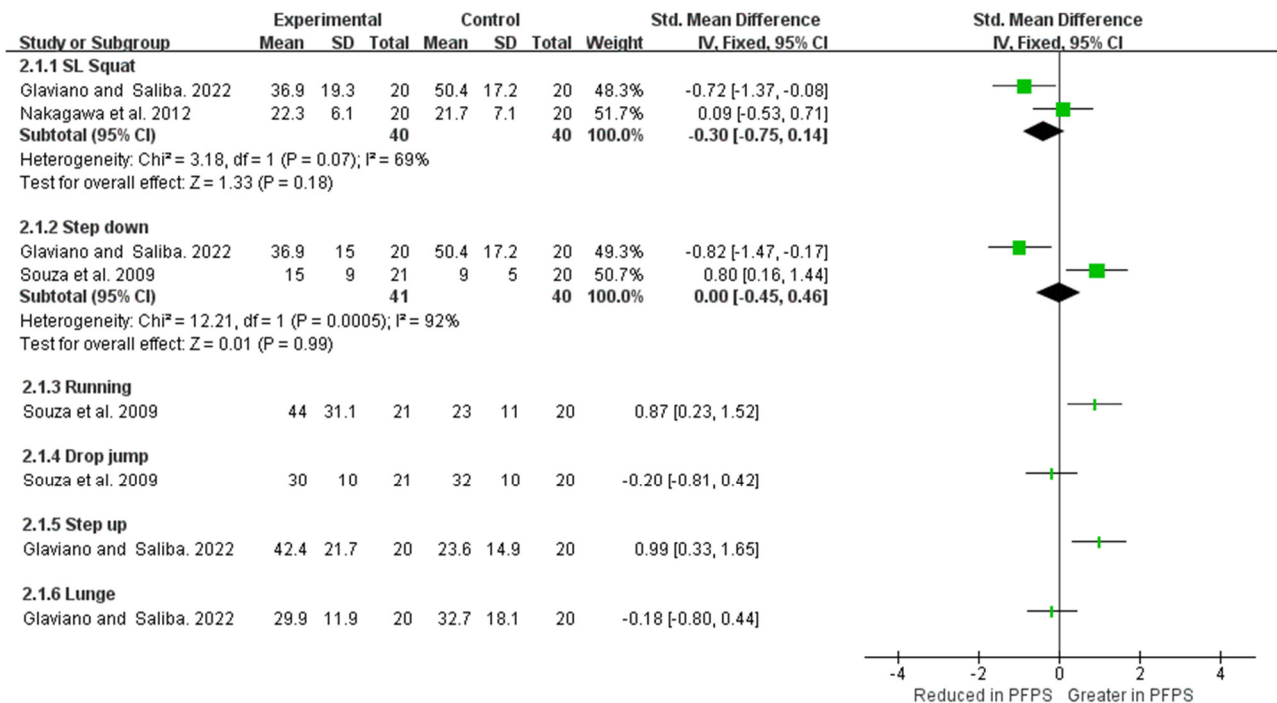 Experimental Control Std. Mean Difference Std. Mean Difference
Study or Subgroup Mean SD Total Mean SD Total Weight IV, Fixed, 95% CI IV, Fixed, 95% CI
2.1.1 SL Squat
Glaviano and Saliba. 2022 36.9 19.3 20 50.4 17.2 20 48.3% -0.72 [-1.37, -0.08]
Nakagawa et al. 2012 22.3 6.1 20 21.7 7.1 20 51.7% 0.09 [-0.53, 0.71]
Subtotal (95% CI) 40 40 100.0% -0.30 [-0.75, 0.14]
Heterogeneity: Chi² = 3.18, df = 1 (P = 0.07); I² = 69%
Test for overall effect: Z = 1.33 (P = 0.18)
2.1.2 Step down
Glaviano and Saliba. 2022 36.9 15 20 50.4 17.2 20 49.3% -0.82 [-1.47, -0.17]
Souza et al. 2009 15 9 21 9 5 20 50.7% 0.80 [0.16, 1.44]
Subtotal (95% CI) 41 40 100.0% 0.00 [-0.45, 0.46]
Heterogeneity: Chi² = 12.21, df = 1 (P = 0.0005); I² = 92%
Test for overall effect: Z = 0.01 (P = 0.99)
2.1.3 Running
Souza et al. 2009 44 31.1 21 23 11 20 0.87 [0.23, 1.52]
2.1.4 Drop jump
Souza et al. 2009 30 10 21 32 10 20 -0.20 [-0.81, 0.42]
2.1.5 Step up
Glaviano and Saliba. 2022 42.4 21.7 20 23.6 14.9 20 0.99 [0.33, 1.65]
2.1.6 Lunge
Glaviano and Saliba. 2022 29.9 11.9 20 32.7 18.1 20 -0.18 [-0.80, 0.44]
-4 -2 0 2 4
Reduced in PFPS Greater in PFPS